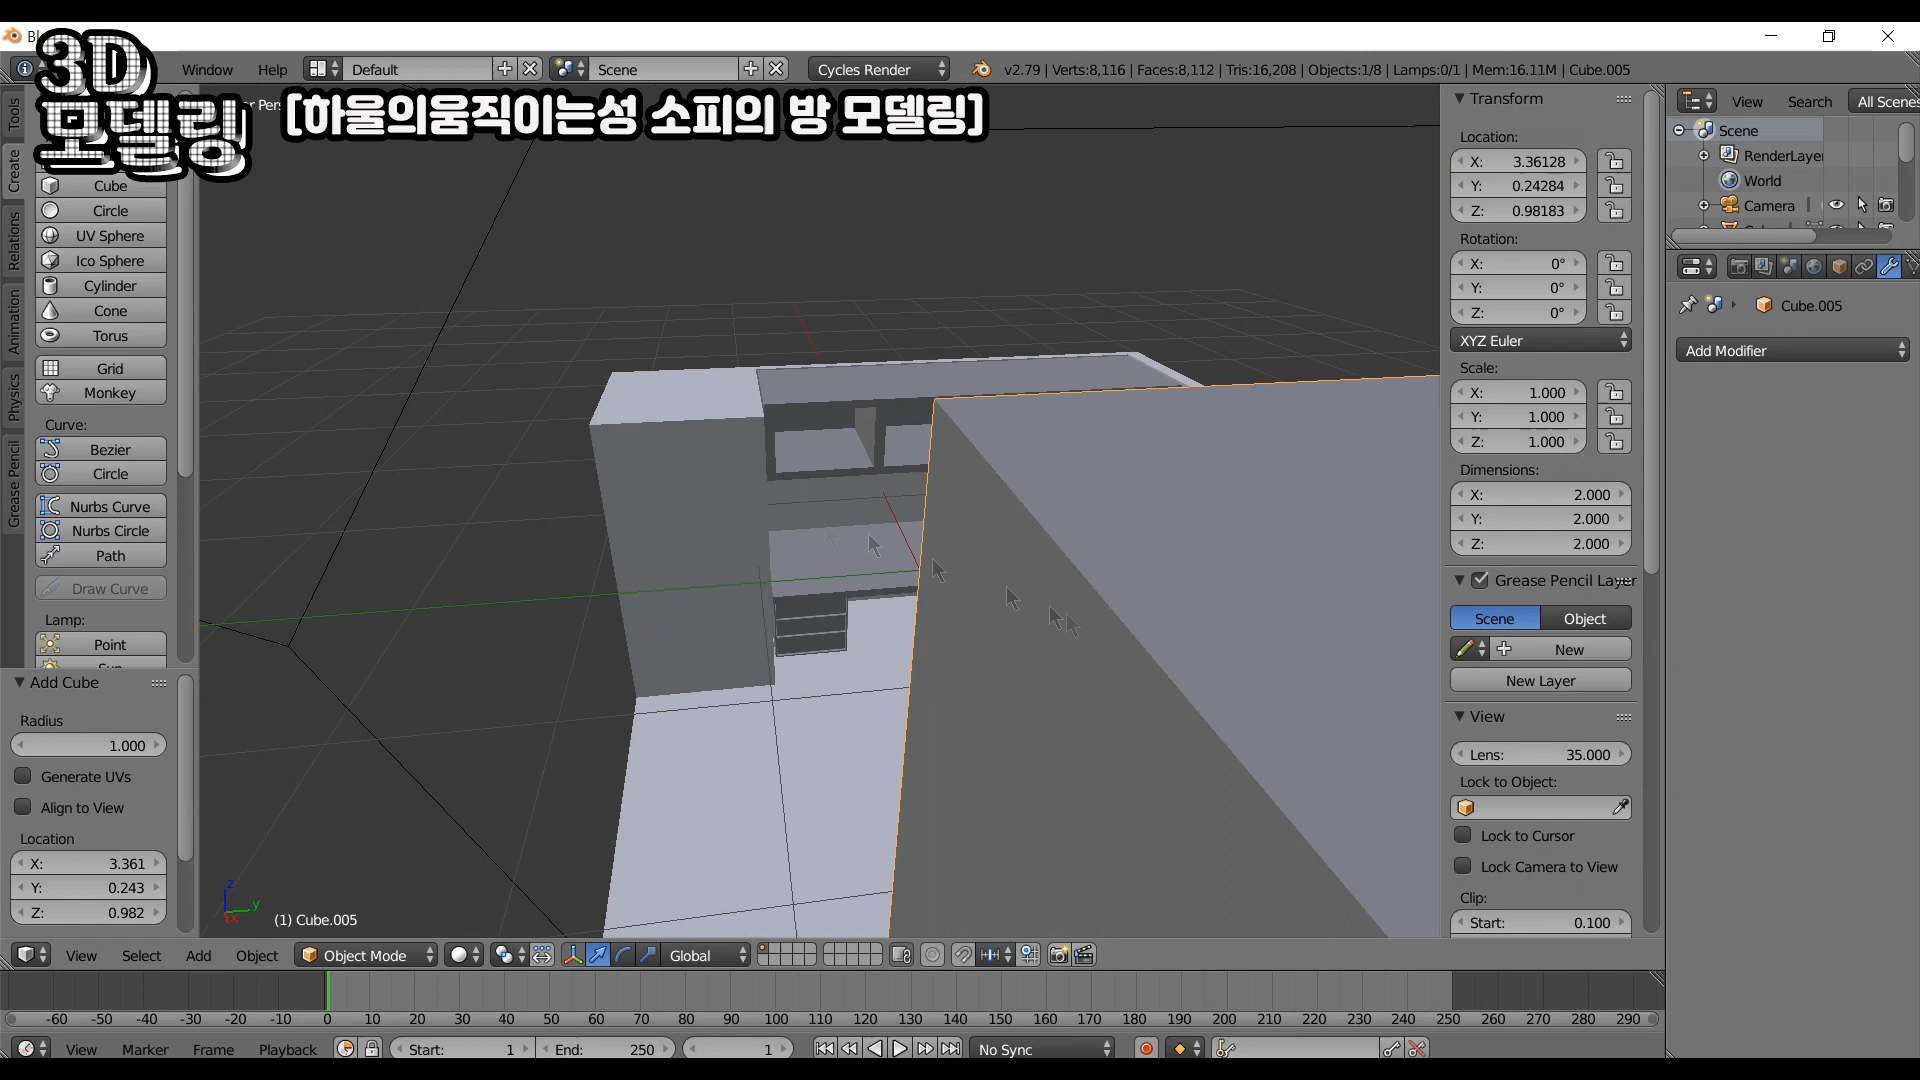 3D
모델링
[하울의움직이는성 소피의 방 모델링]
Window Help Default Scene Cycles Render v2.79 | Verts:8,116 | Faces:8,112 | Tris:16,208 | Objects:1/8 | Lamps:0/1 | Mem:16.11M | Cube.005
Tools
Create
Relations
Animation
Physics
Grease Pencil
Cube
Circle
UV Sphere
Ico Sphere
Cylinder
Cone
Torus
Grid
Monkey
Curve:
Bezier
Circle
Nurbs Curve
Nurbs Circle
Path
Draw Curve
Lamp:
Point
Add Cube
Radius
1.000
Generate UVs
Align to View
Location
X: 3.361
Y: 0.243
Z: 0.982
(1) Cube.005
z
y
x
Transform
Location:
X: 3.36128
Y: 0.24284
Z: 0.98183
Rotation:
X: 0°
Y: 0°
Z: 0°
XYZ Euler
Scale:
X: 1.000
Y: 1.000
Z: 1.000
Dimensions:
X: 2.000
Y: 2.000
Z: 2.000
Grease Pencil Layer
Scene Object
New
New Layer
View
Lens: 35.000
Lock to Object:
Lock to Cursor
Lock Camera to View
Clip:
Start: 0.100
View Search All Scenes
Scene
RenderLayer
World
Camera
Cube.005
Add Modifier
View Select Add Object Object Mode Global
-60 -50 -40 -30 -20 -10 0 10 20 30 40 50 60 70 80 90 100 110 120 130 140 150 160 170 180 190 200 210 220 230 240 250 260 270 280 290
View Marker Frame Playback Start: 1 End: 250 1 No Sync